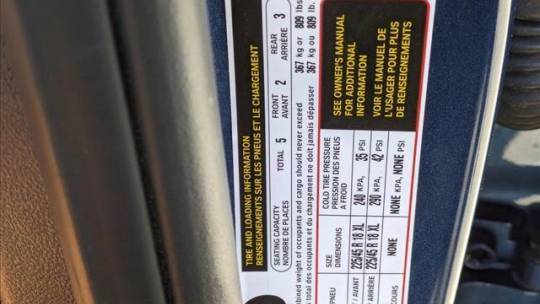 TIRE AND LOADING INFORMATION
RENSEIGNEMENTS SUR LES PNEUS ET LE CHARGEMENT
SEATING CAPACITY
NOMBRE DE PLACES
TOTAL 5
FRONT
AVANT 2
REAR
ARRIÈRE 3
combined weight of occupants and cargo should never exceed 367 kg or 809 lbs
total des occupants et du chargement ne doit jamais dépasser 367 kg ou 809 lb.
SIZE
DIMENSIONS
COLD TIRE PRESSURE
PRESSION DES PNEUS
A FROID
SEE OWNER'S MANUAL
FOR ADDITIONAL
INFORMATION
VOIR LE MANUEL DE
L'USAGER POUR PLUS
DE RENSEIGNEMENTS
PNEU
/ AVANT 225/45 R 18 XL 240 KPA, 35 PSI
/ ARRIÈRE 225/45 R 18 XL 290 KPA, 42 PSI
COURS NONE NONE KPA, NONE PSI